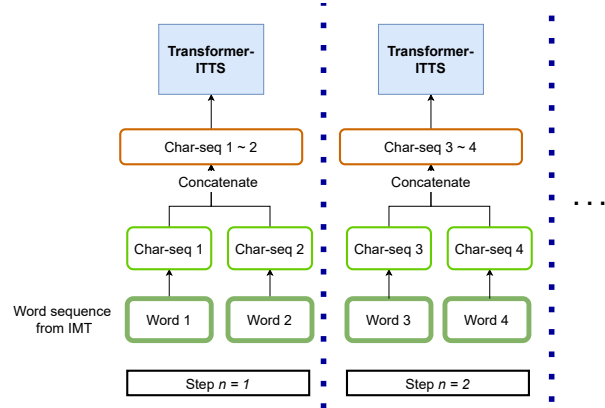 Transformer-
ITTS
Transformer-
ITTS
Char-seq 1 ~ 2
Char-seq 3 ~ 4
Concatenate
Concatenate
. . .
Char-seq 1
Char-seq 2
Char-seq 3
Char-seq 4
Word sequence
from IMT
Word 1
Word 2
Word 3
Word 4
Step n = 1
Step n = 2